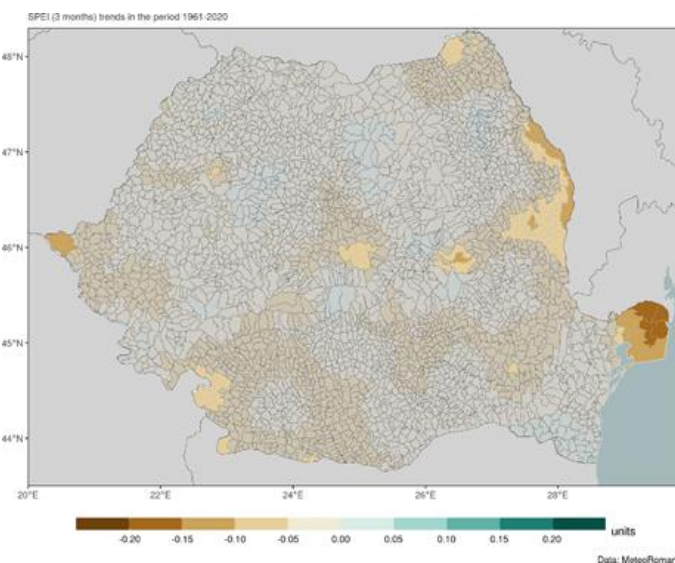 SPEI (3 months) trends in the period 1961-2020
48°N
47°N
46°N
45°N
44°N
20°E 22°E 24°E 26°E 28°E
-0.20 -0.15 -0.10 -0.05 0.00 0.05 0.10 0.15 0.20 units
Data: MeteoRoman